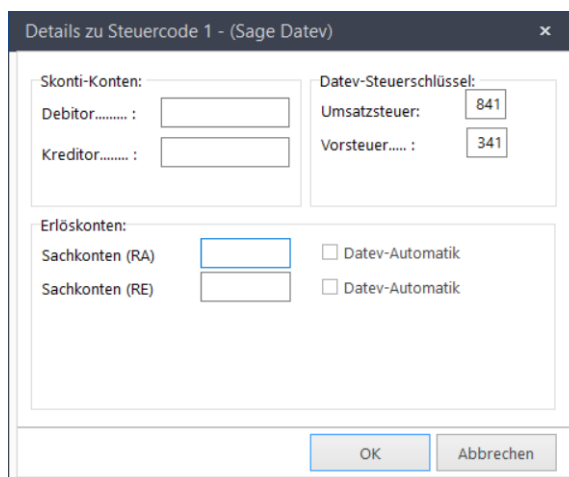 Details zu Steuercode 1 - (Sage Datev)
x
Skonti-Konten:
Debitor......... :
Kreditor........ :
Datev-Steuerschlüssel:
Umsatzsteuer: 841
Vorsteuer..... : 341
Erlöskonten:
Sachkonten (RA) Datev-Automatik
Sachkonten (RE) Datev-Automatik
OK Abbrechen